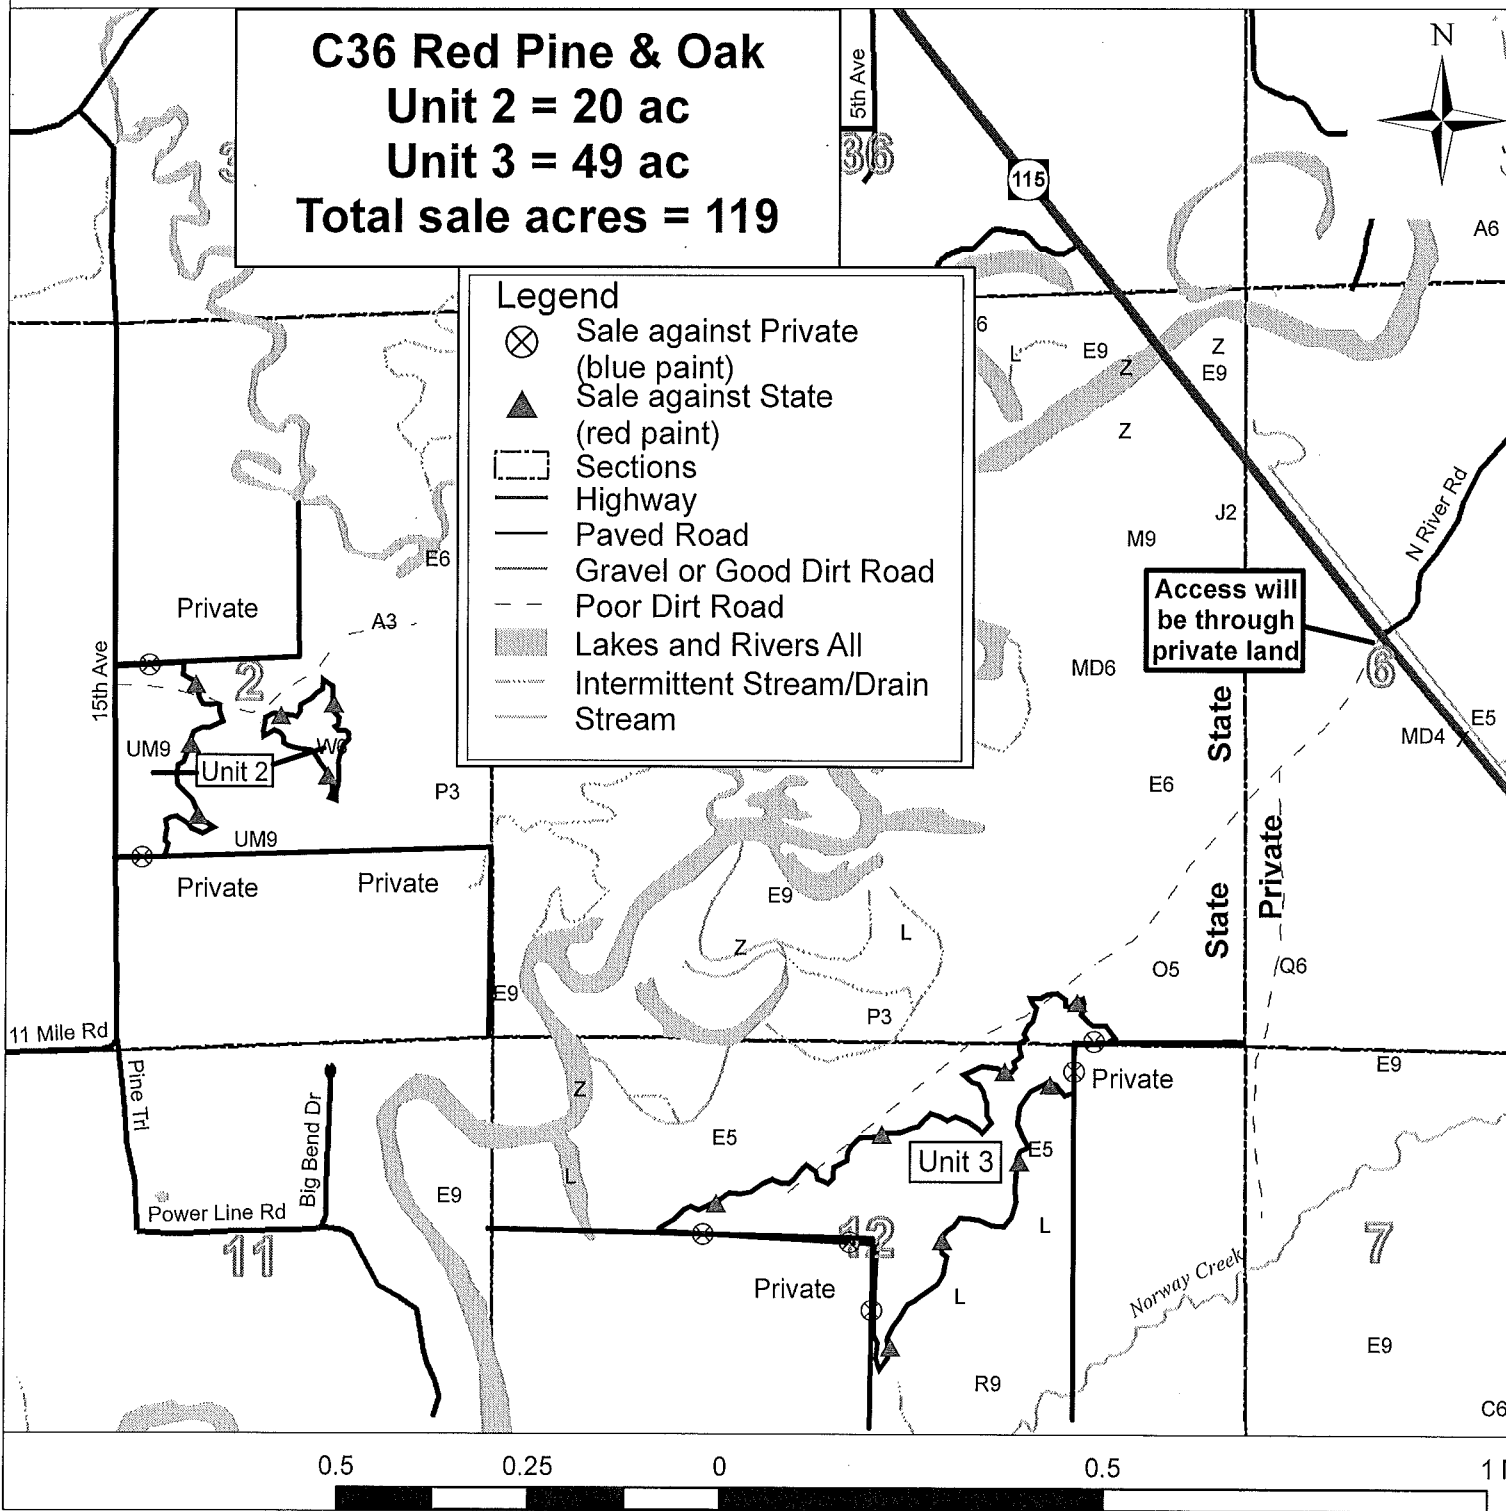 C36 Red Pine & Oak
Unit 2 = 20 ac
Unit 3 = 49 ac
Total sale acres = 119
5th Ave
36
115
N
A6
Legend
Sale against Private
(blue paint)
Sale against State
(red paint)
Sections
Highway
Paved Road
Gravel or Good Dirt Road
Poor Dirt Road
Lakes and Rivers All
Intermittent Stream/Drain
Stream
6
L
E9
Z
Z
E9
Z
J2
M9
N River Rd
E6
Private
A3
Access will
be through
private land
15th Ave
2
MD6
6
State
E5
MD4
UM9
Unit 2
P3
E6
UM9
Private
Private
Private
State
E9
L
Z
O5
Q6
E9
P3
11 Mile Rd
Pine Trl
Big Bend Dr
Z
Private
E9
E5
E5
Unit 3
L
E9
Power Line Rd
11
12
L
7
Private
L
Norway Creek
E9
R9
C6
0.5
0.25
0
0.5
1